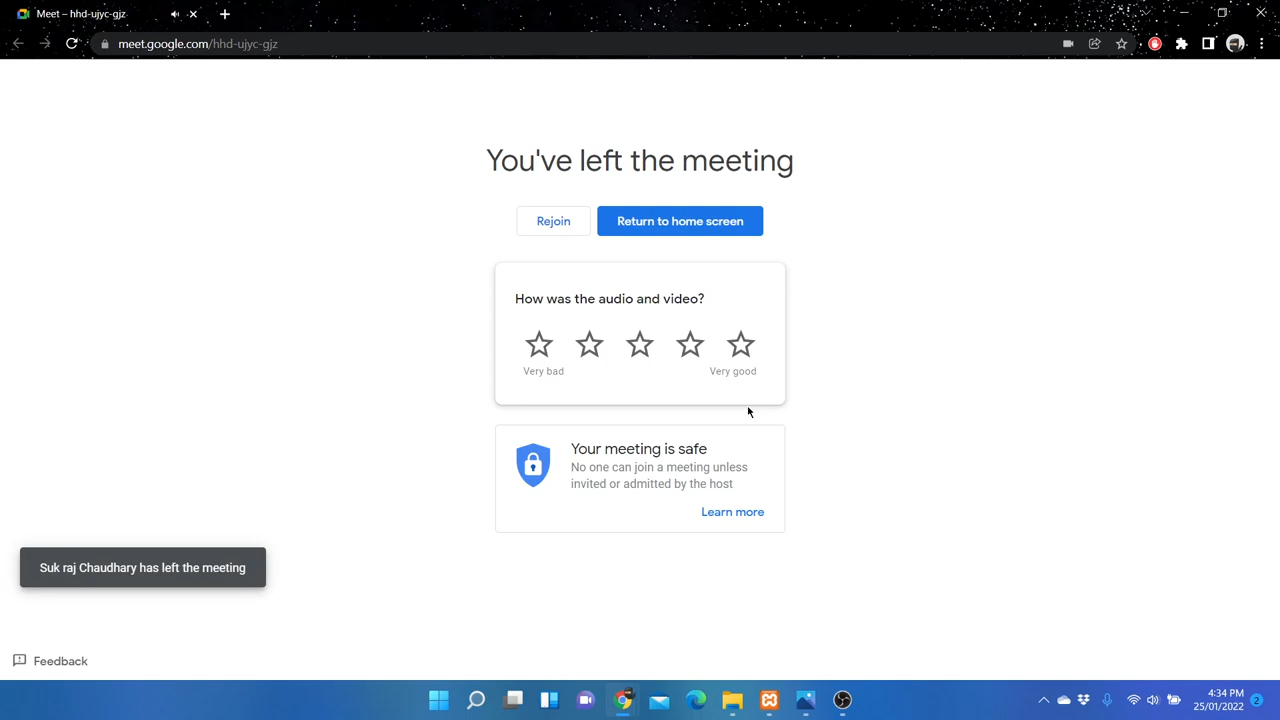 Meet – hhd-ujyc-gjz
meet.google.com/hhd-ujyc-gjz
You've left the meeting
Rejoin
Return to home screen
How was the audio and video?
Very bad
Very good
Your meeting is safe
No one can join a meeting unless
invited or admitted by the host
Learn more
Suk raj Chaudhary has left the meeting
Feedback
4:34 PM
25/01/2022
2